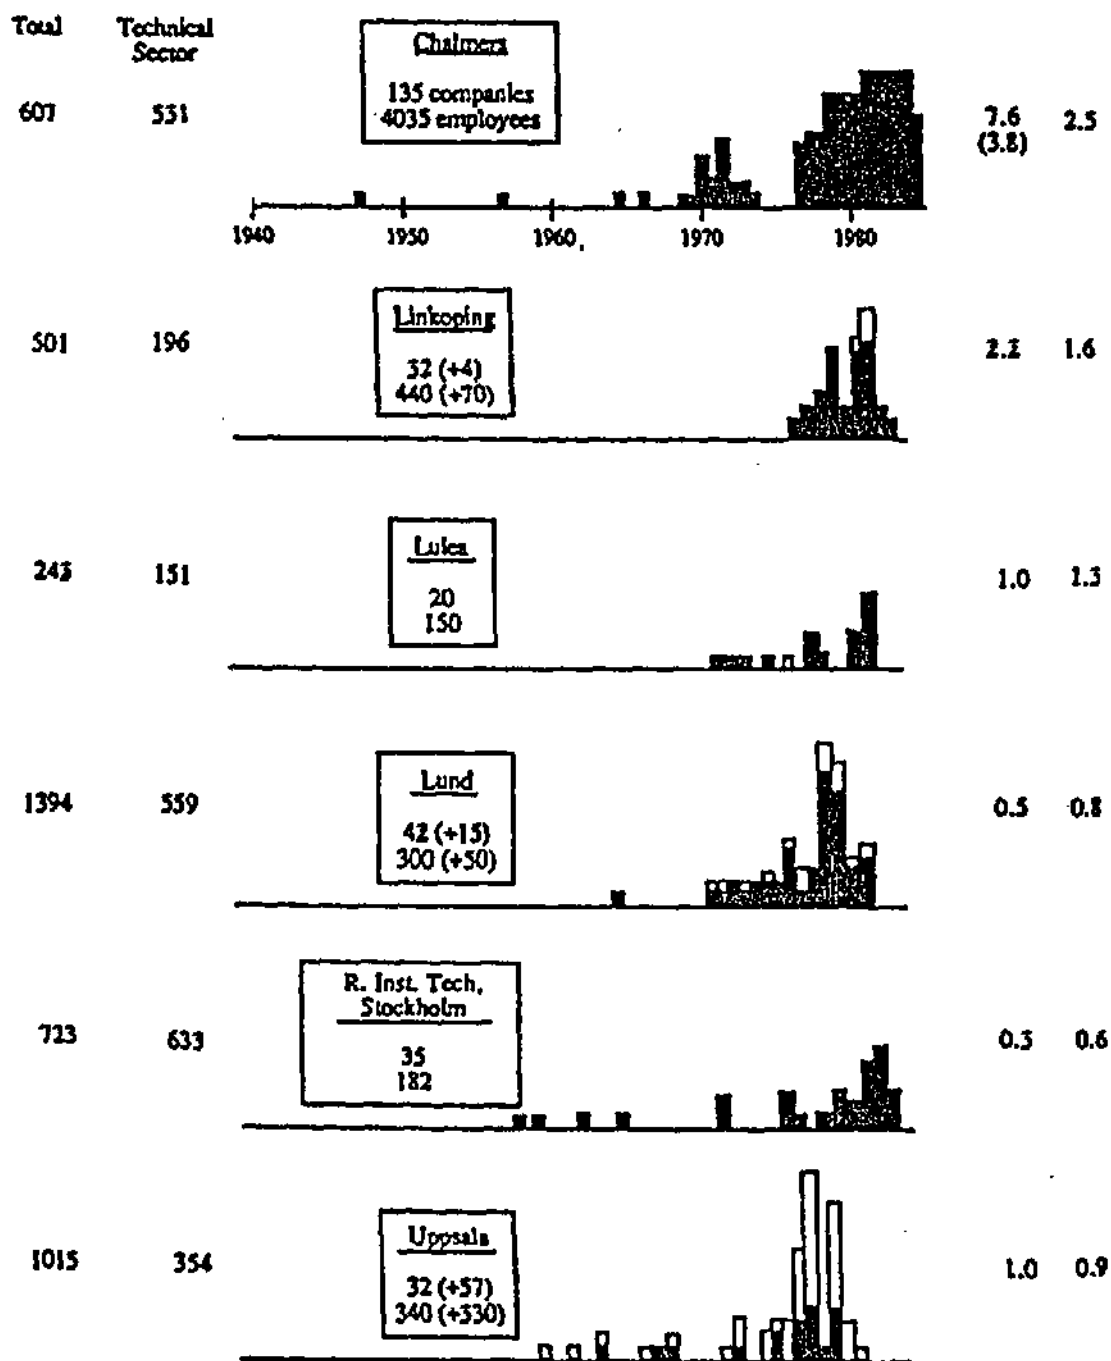 Total
Technical
Sector
Chalmers
135 companies
4035 employees
607
531
7.6
(3.8)
2.5
1940 1950 1960 1970 1980
Linkoping
32 (+4)
440 (+70)
501
196
2.2
1.6
Lulea
20
150
243
151
1.0
1.3
Lund
42 (+15)
300 (+50)
1394
559
0.5
0.8
R. Inst. Tech,
Stockholm
35
182
723
633
0.3
0.6
Uppsala
32 (+57)
340 (+330)
1015
354
1.0
0.9